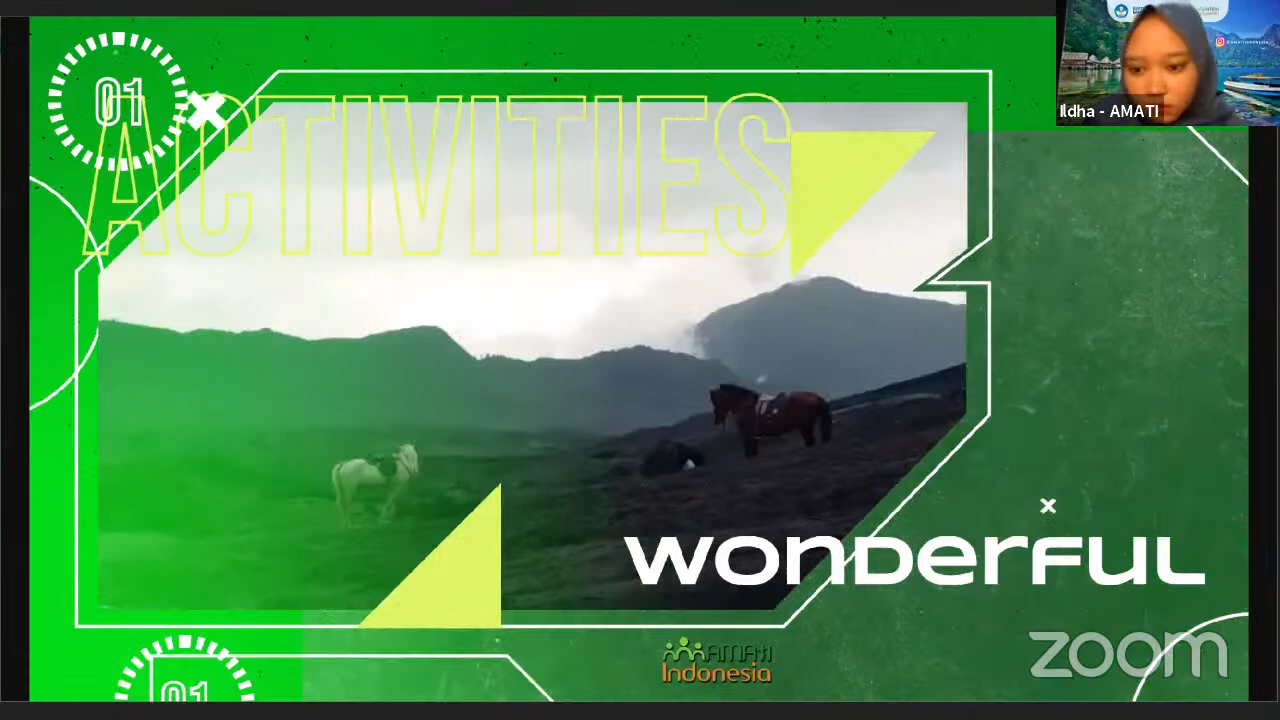 01
ACTIVITIES
Ildha - AMATI
WONDERFUL
AMATI
Indonesia
zoom
01